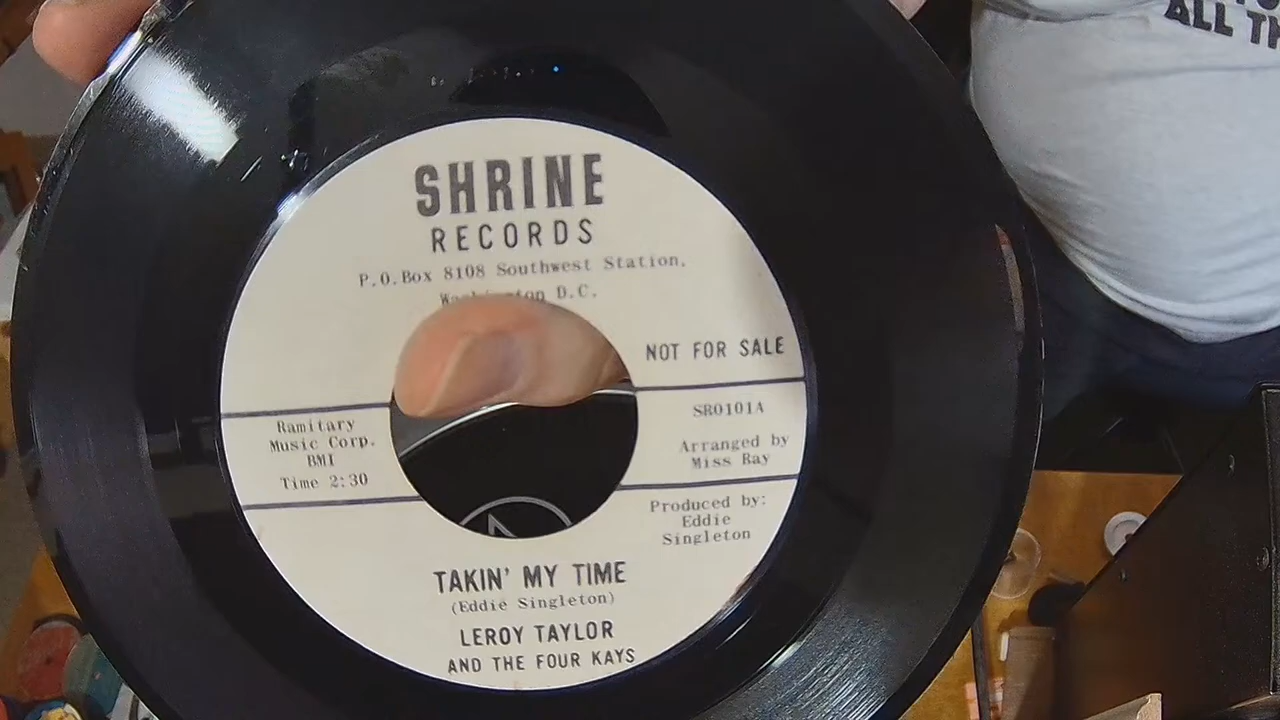 SHRINE
RECORDS
P.O.Box 8108 Southwest Station,
D.C.
NOT FOR SALE
Ramitary
Music Corp.
BMI
Time 2:30
SR0101A
Arranged by
Miss Ray
Produced by:
Eddie
Singleton
TAKIN' MY TIME
(Eddie Singleton)
LEROY TAYLOR
AND THE FOUR KAYS
ALL